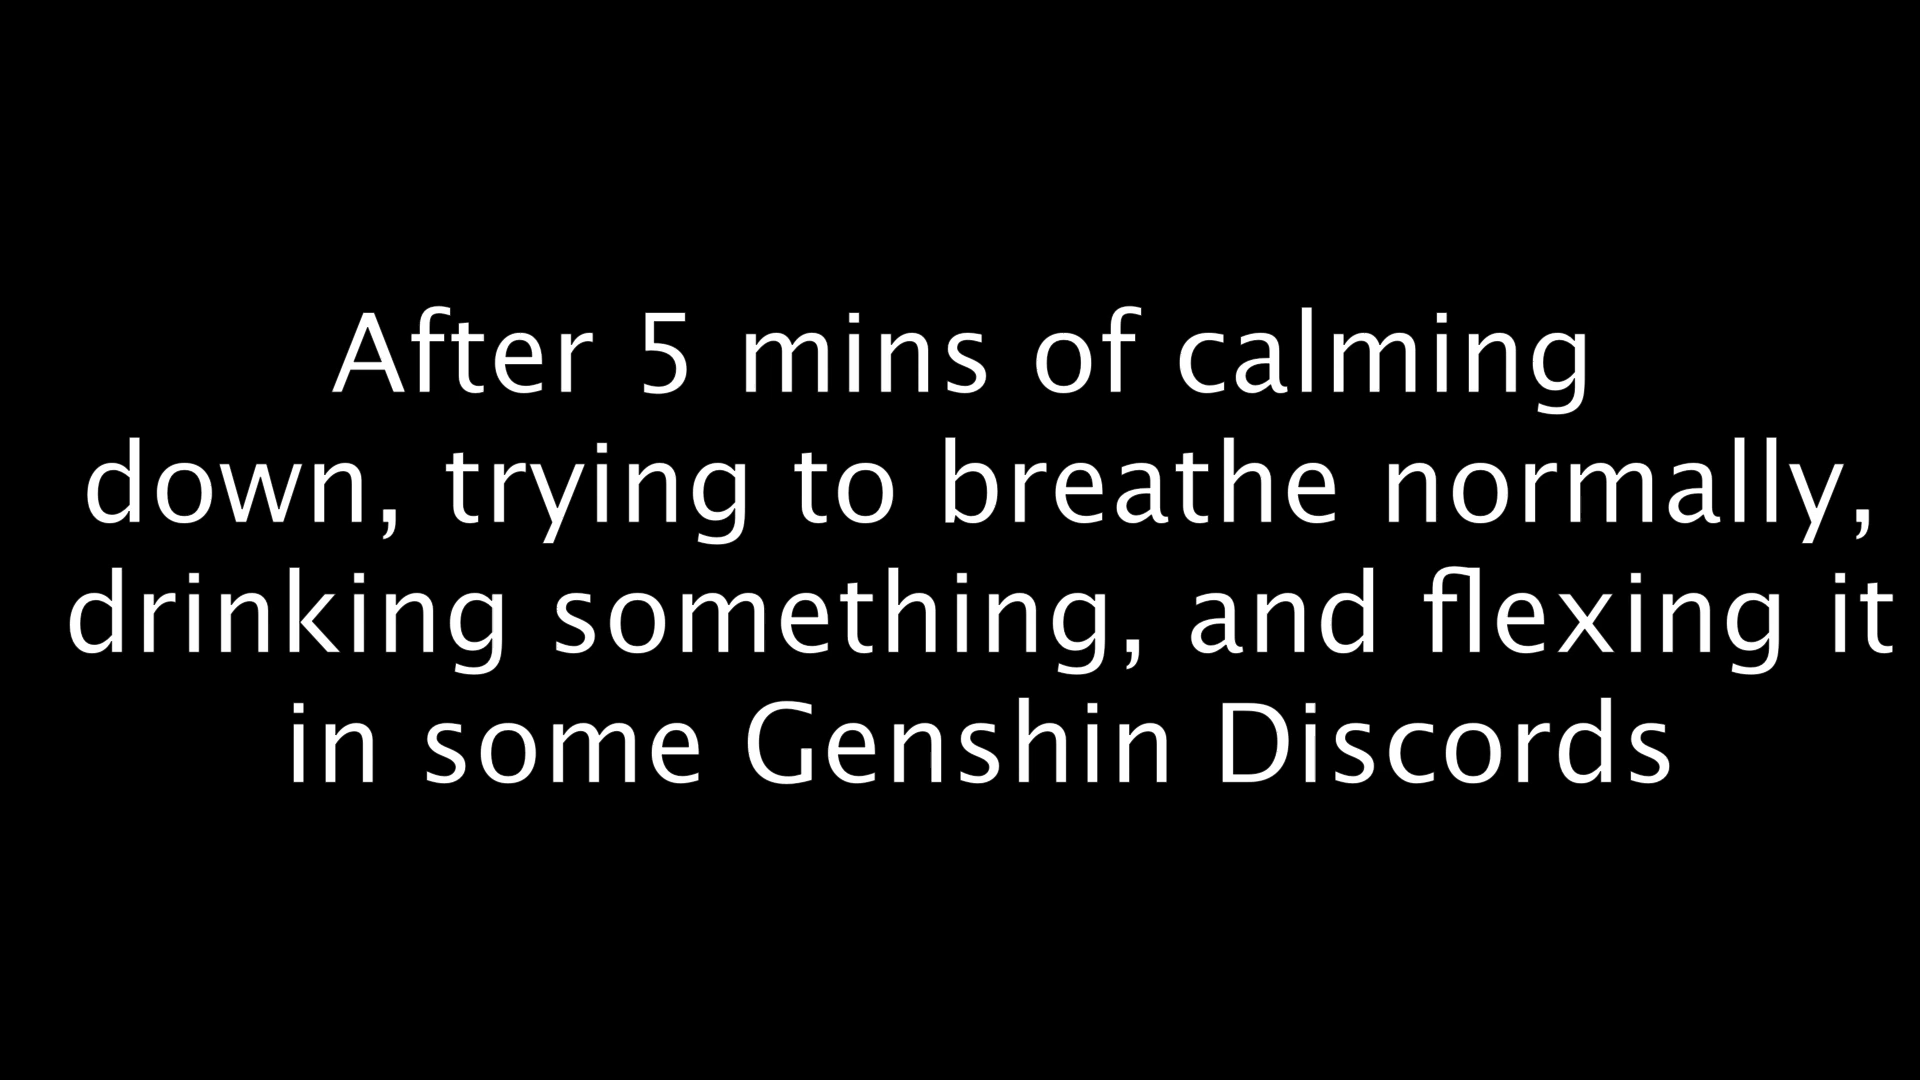 After 5 mins of calming
down, trying to breathe normally,
drinking something, and flexing it
in some Genshin Discords